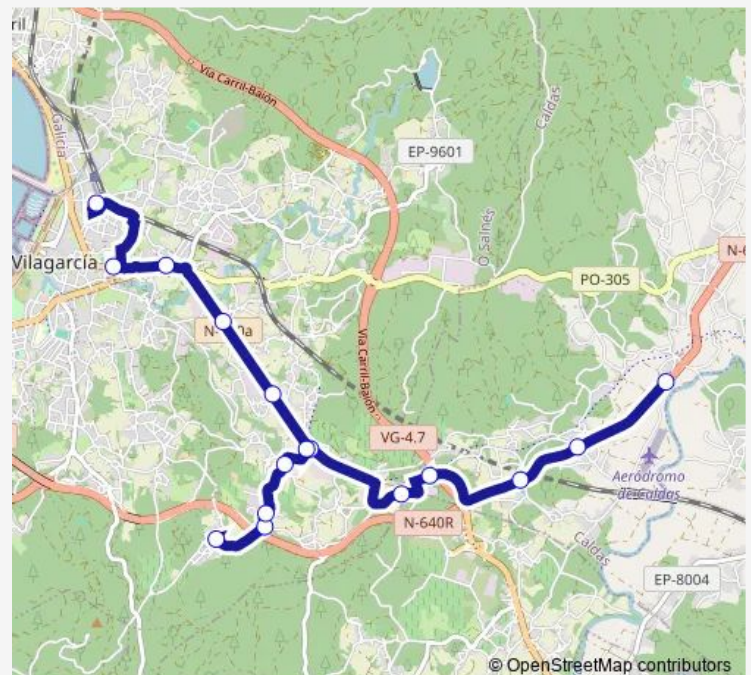 ril
Galicia
Vía Carril-Baión
EP-9601
Caldas
O Salnés
Vilagarcía
PO-305
N-6
Vía Carril-Baión
VG-4.7
Aeródromo
de Caldas
N-640R
Caldas
EP-8004
© OpenStreetMap contributors